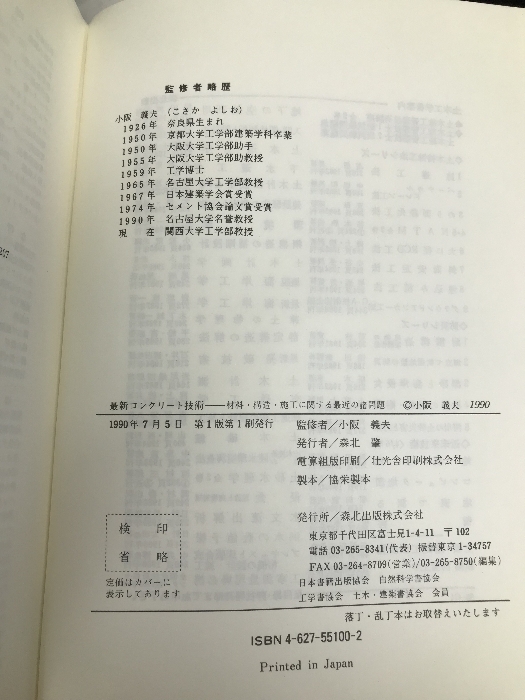 監修者略歴
小阪 義夫 (こさか よしお)
1926年 奈良県生まれ
1950年 京都大学工学部建築学科卒業
1950年 大阪大学工学部助手
1955年 大阪大学工学部助教授
1959年 工学博士
1965年 名古屋大学工学部教授
1967年 日本建築学会賞受賞
1974年 セメント協会論文賞受賞
1990年 名古屋大学名誉教授
現 在 関西大学工学部教授
最新コンクリート技術――材料・構造・施工に関する最近の諸問題 ©小阪 義夫 1990
1990年7月5日 第1版第1刷発行
監修者/小阪 義夫
発行者/森北 肇
電算組版印刷/壮光舎印刷株式会社
製本/協栄製本
検 印
省 略
定価はカバーに
表示してあります
発行所/森北出版株式会社
東京都千代田区富士見1-4-11 〒102
電話 03-265-8341(代表) 振替東京1-34757
FAX 03-264-8709(営業)/03-265-8750(編集)
日本書籍出版協会 自然科学書協会
工学書協会 土木・建築書協会 会員
落丁・乱丁本はお取替えいたします
ISBN 4-627-55100-2
Printed in Japan